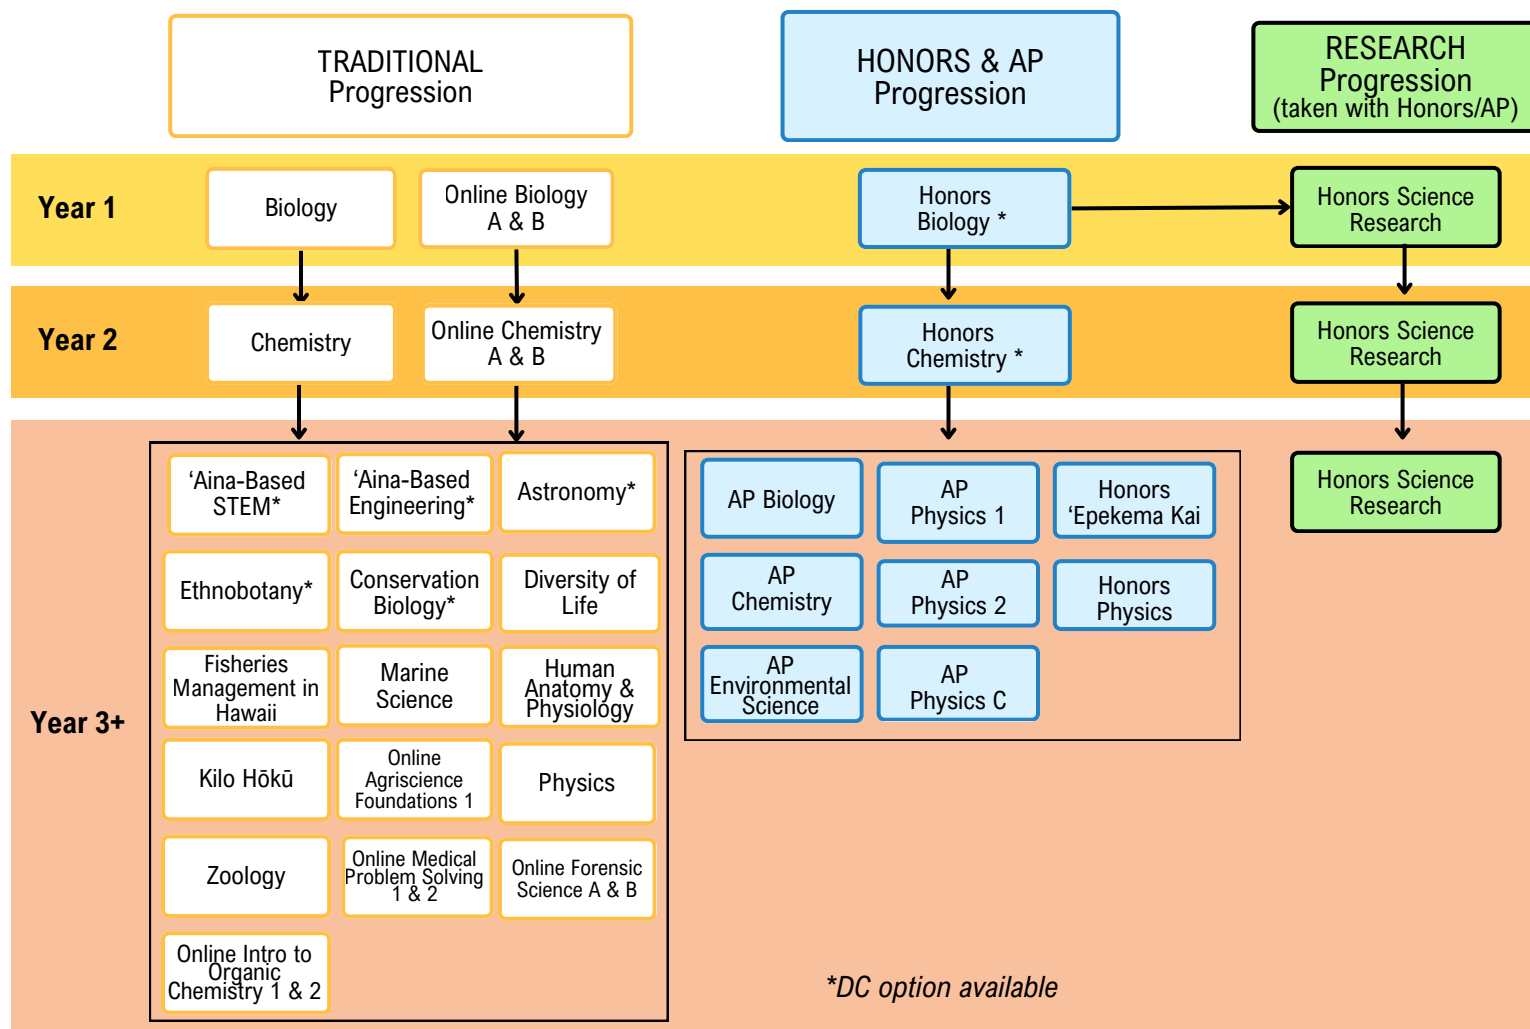 TRADITIONAL
Progression
HONORS & AP
Progression
RESEARCH
Progression
(taken with Honors/AP)
Year 1
Biology
Online Biology
A & B
Honors
Biology *
Honors Science
Research
Year 2
Chemistry
Online Chemistry
A & B
Honors
Chemistry *
Honors Science
Research
Year 3+
‘Aina-Based
STEM*
‘Aina-Based
Engineering*
Astronomy*
Ethnobotany*
Conservation
Biology*
Diversity of
Life
Fisheries
Management in
Hawaii
Marine
Science
Human
Anatomy &
Physiology
Kilo Hōkū
Online
Agriscience
Foundations 1
Physics
Zoology
Online Medical
Problem Solving
1 & 2
Online Forensic
Science A & B
Online Intro to
Organic
Chemistry 1 & 2
AP Biology
AP
Physics 1
Honors
‘Epekema Kai
AP
Chemistry
AP
Physics 2
Honors
Physics
AP
Environmental
Science
AP
Physics C
Honors Science
Research
*DC option available